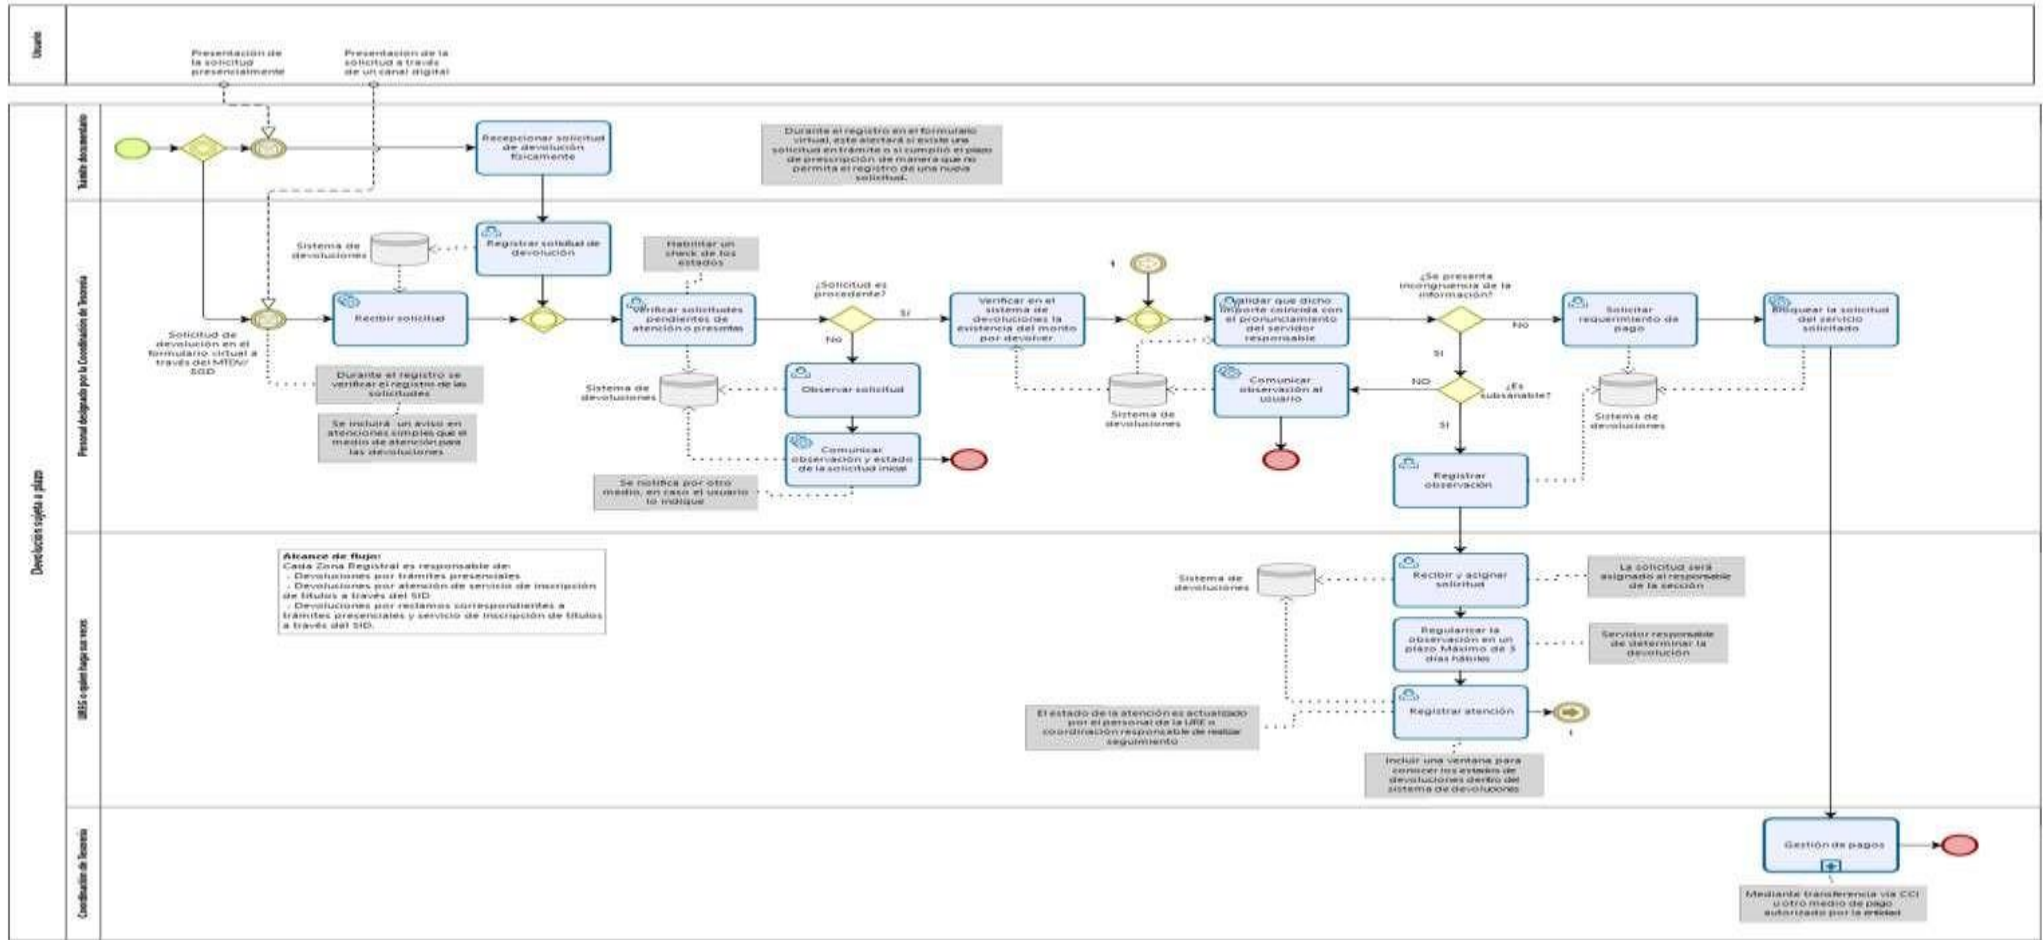 Usuario
Presentación de
la solicitud
presencialmente
Presentación de la
solicitud a través
de un canal digital
Devolución sujeta a plazo
Trámite documentario
Recepcionar solicitud
de devolución
físicamente
Durante el registro en el formulario
virtual, este alertará si existe una
solicitud en trámite o si cumplió el plazo
de prescripción de manera que no
permita el registro de una nueva
solicitud.
Personal designado por la Coordinación de Tesorería
Sistema de
devoluciones
Registrar solicitud de
devolución
Habilitar un
check de los
estados
Solicitud de
devolución en el
formulario virtual a
través del MTDV/
SGD
Recibir solicitud
Durante el registro se
verificar el registro de las
solicitudes
Se incluirá un aviso en
atenciones simples que el
medio de atención para
las devoluciones
Verificar solicitudes
pendientes de
atención o presentas
¿Solicitud es
procedente?
Sí
No
Sistema de
devoluciones
Observar solicitud
Comunicar
observación y estado
de la solicitud inicial
Se notifica por otro
medio, en caso el usuario
lo indique
Verificar en el
sistema de
devoluciones la
existencia del monto
por devolver
1
Validar que dicho
importe coincida con
el pronunciamiento
del servidor
responsable
Sistema de
devoluciones
Comunicar
observación al
usuario
¿Se presenta
incongruencia de la
información?
No
SI
NO
¿Es
subsanable?
SI
Solicitar
requerimiento de
pago
Bloquear la solicitud
del servicio
solicitado
Sistema de
devoluciones
Registrar
observación
UREG o quien haga sus veces
Alcance de flujo:
Cada Zona Registral es responsable de:
- Devoluciones por trámites presenciales
- Devoluciones por atención de servicio de inscripción
de títulos a través del SID
- Devoluciones por reclamos correspondientes a
trámites presenciales y servicio de inscripción de títulos
a través del SID.
Sistema de
devoluciones
Recibir y asignar
solicitud
La solicitud será
asignado al responsable
de la sección
Regularizar la
observación en un
plazo Máximo de 3
días hábiles
Servidor responsable
de determinar la
devolución
Registrar atención
1
El estado de la atención es actualizado
por el personal de la URE o
coordinación responsable de realizar
seguimiento
Incluir una ventana para
conocer los estados de
devoluciones dentro del
sistema de devoluciones
Coordinación de Tesorería
Gestión de pagos
Mediante transferencia vía CCI
u otro medio de pago
autorizado por la entidad